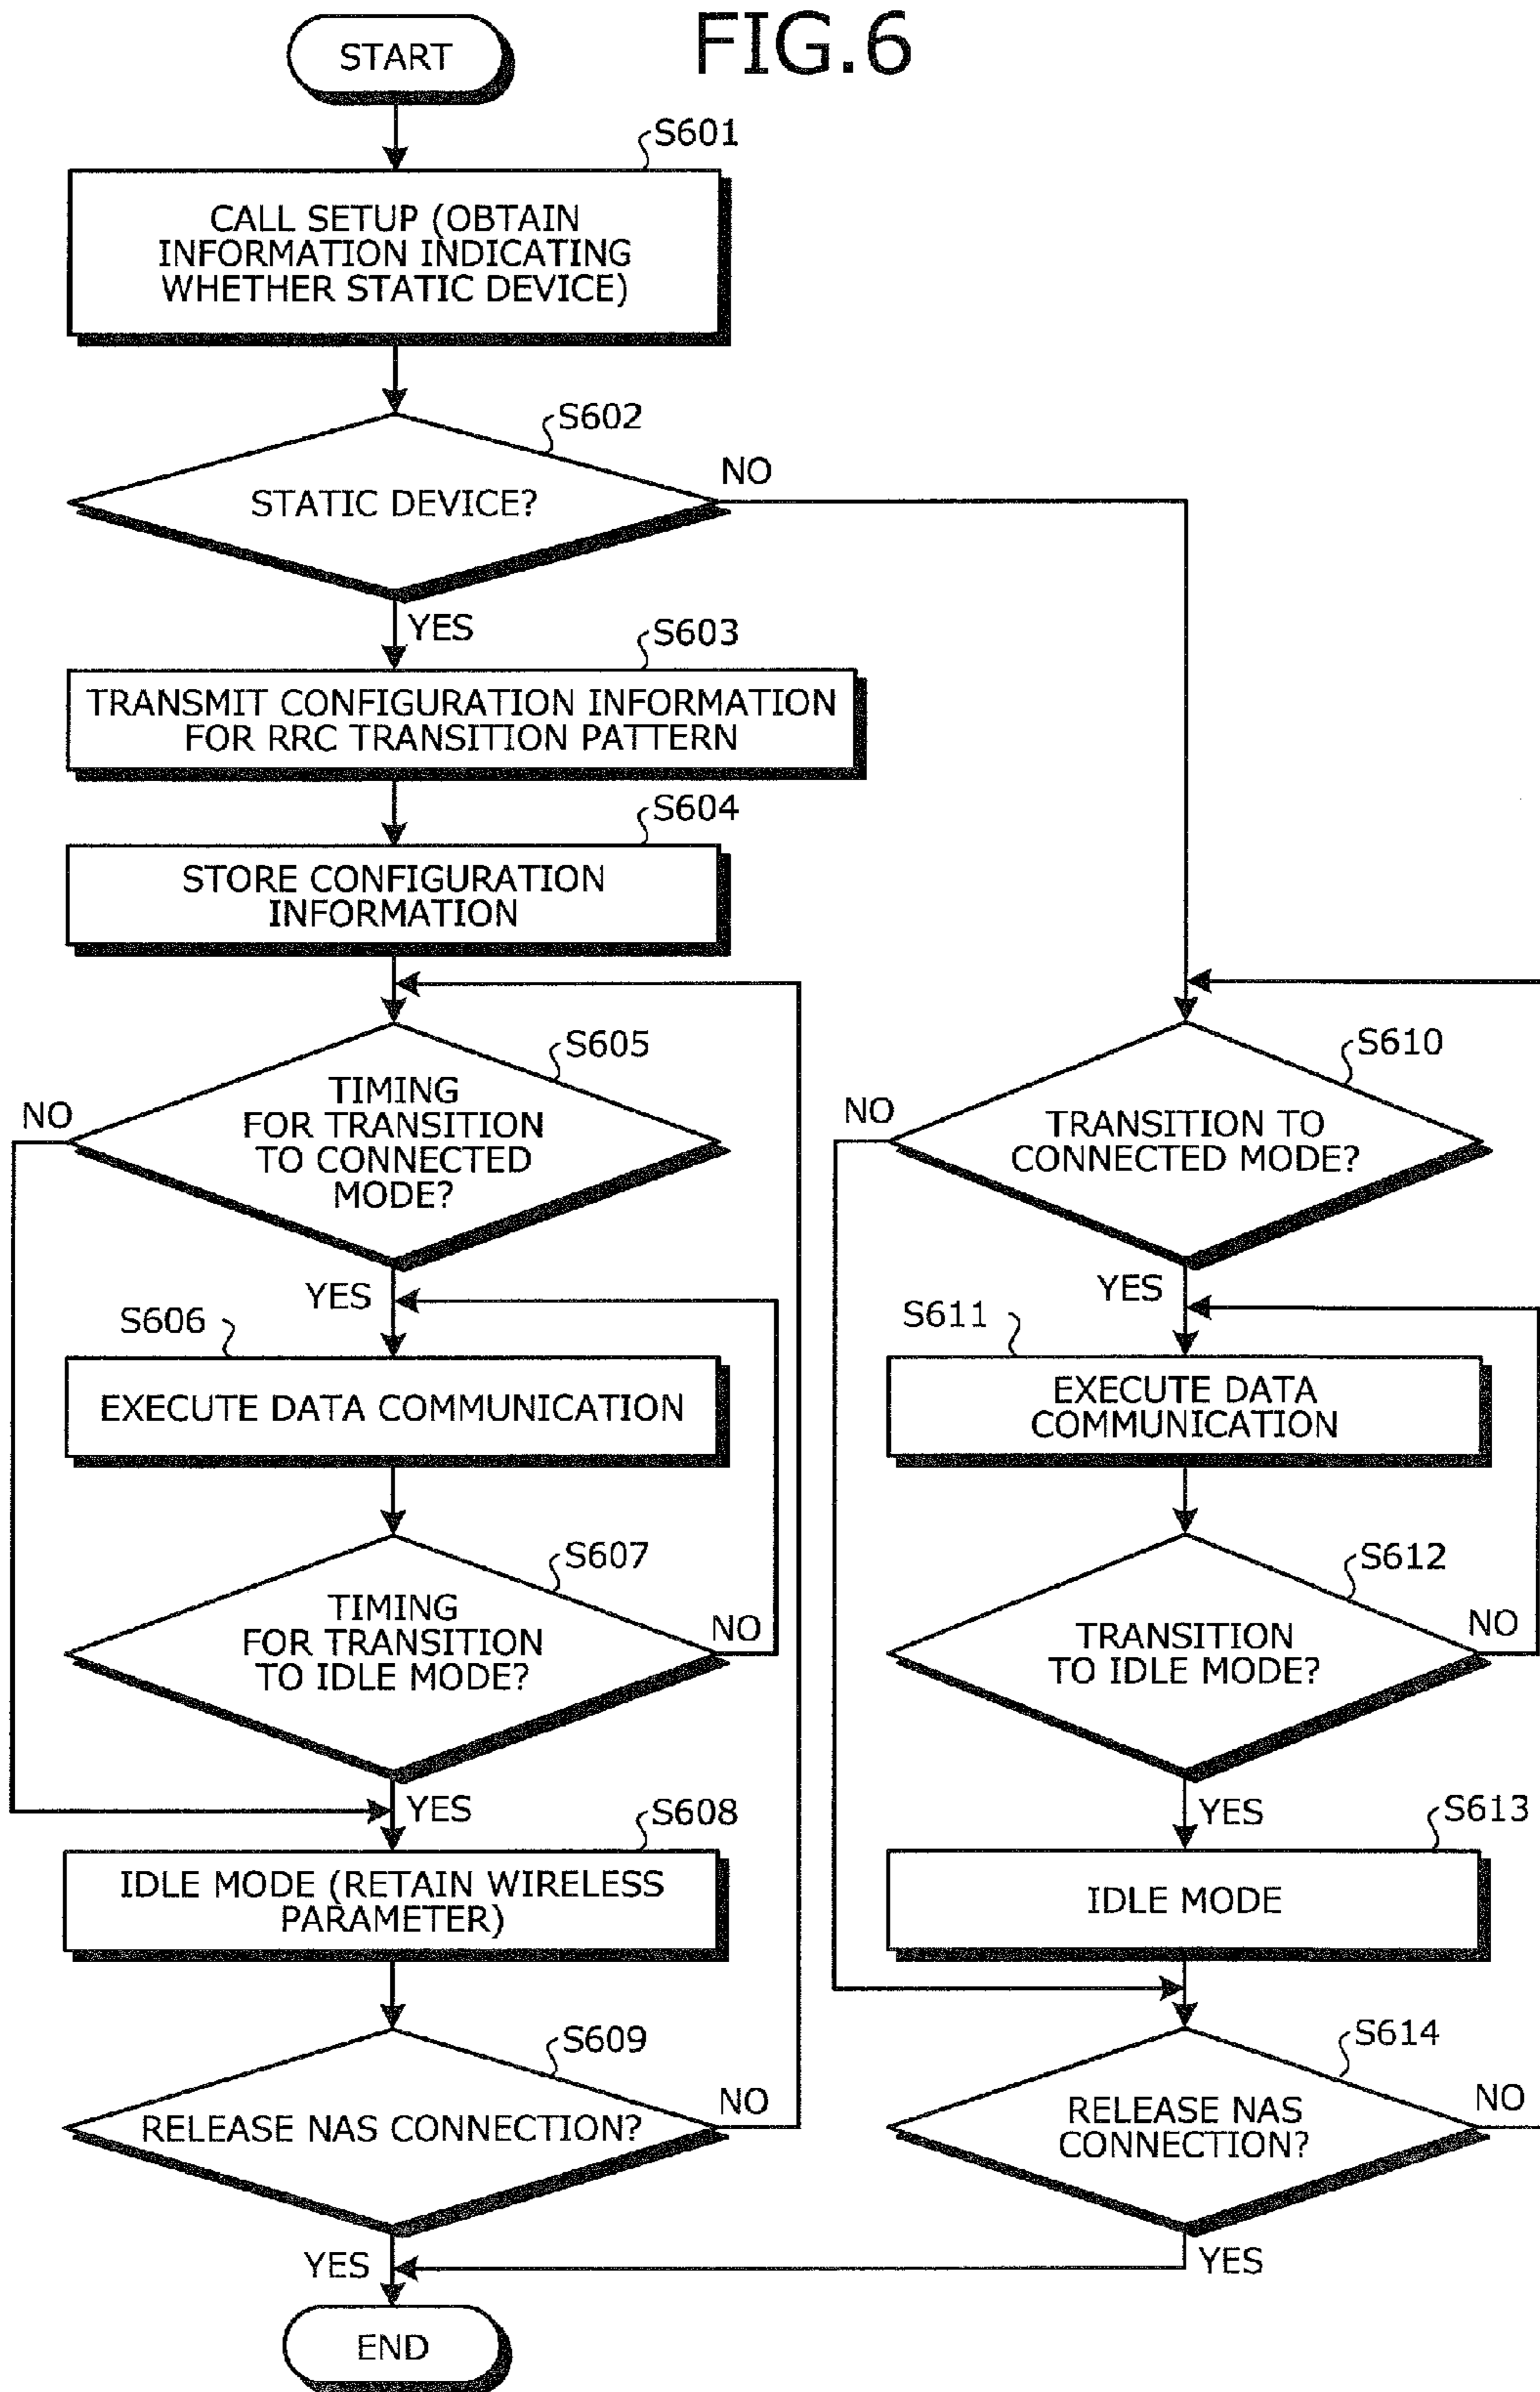 FIG.6
START
S601
CALL SETUP (OBTAIN
INFORMATION INDICATING
WHETHER STATIC DEVICE)
S602
STATIC DEVICE?
NO
YES
S603
TRANSMIT CONFIGURATION INFORMATION
FOR RRC TRANSITION PATTERN
S604
STORE CONFIGURATION
INFORMATION
S605
TIMING
FOR TRANSITION
TO CONNECTED
MODE?
NO
YES
S606
EXECUTE DATA COMMUNICATION
S607
TIMING
FOR TRANSITION
TO IDLE MODE?
NO
YES
S608
IDLE MODE (RETAIN WIRELESS
PARAMETER)
S609
RELEASE NAS CONNECTION?
NO
YES
S610
TRANSITION TO
CONNECTED MODE?
NO
YES
S611
EXECUTE DATA
COMMUNICATION
S612
TRANSITION
TO IDLE MODE?
NO
YES
S613
IDLE MODE
S614
RELEASE NAS
CONNECTION?
NO
YES
END